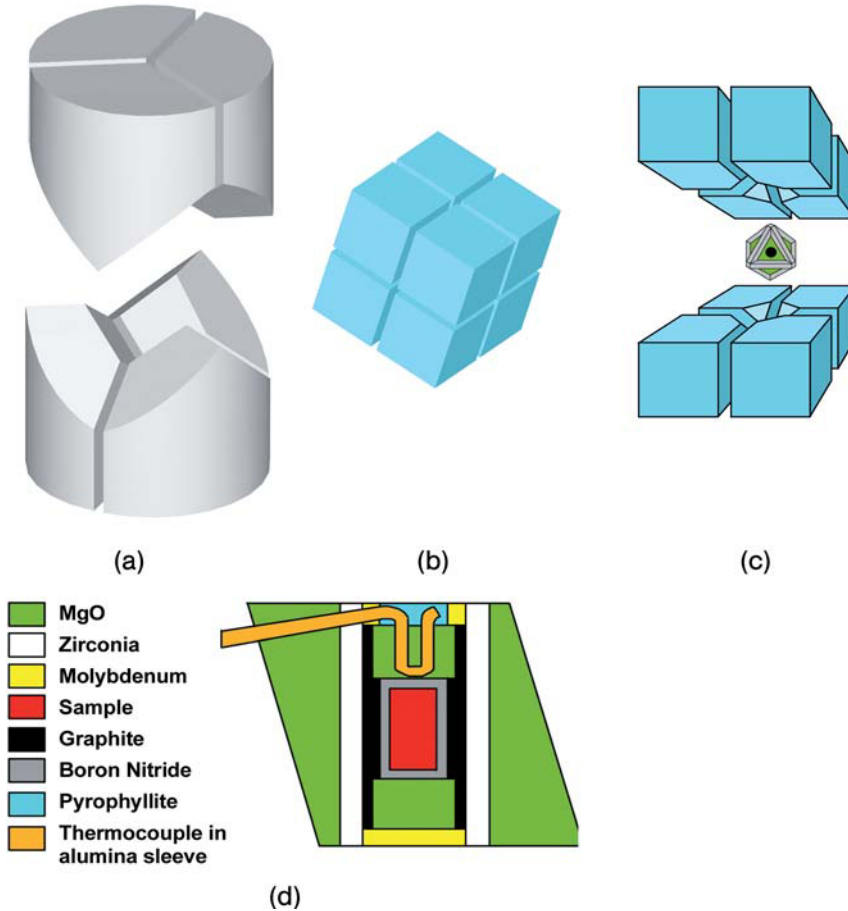 (a)
(b)
(c)
MgO
Zirconia
Molybdenum
Sample
Graphite
Boron Nitride
Pyrophyllite
Thermocouple in
alumina sleeve
(d)